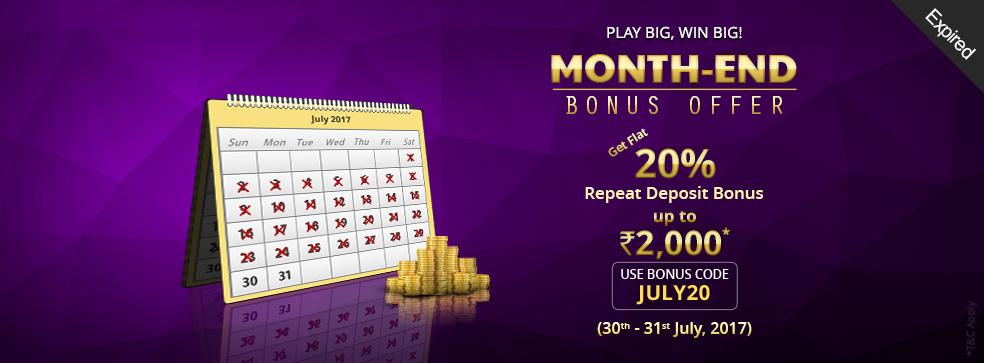 PLAY BIG, WIN BIG!
Expired
MONTH-END
BONUS OFFER
Get Flat
20%
Repeat Deposit Bonus
up to
₹2,000*
USE BONUS CODE
JULY20
(30th - 31st July, 2017)
*T&C Apply
July 2017
Sun Mon Tue Wed Thu Fri Sat
1
2 3 4 5 6 7 8
9 10 11 12 13 14 15
16 17 18 19 20 21 22
23 24 25 26 27 28 29
30 31